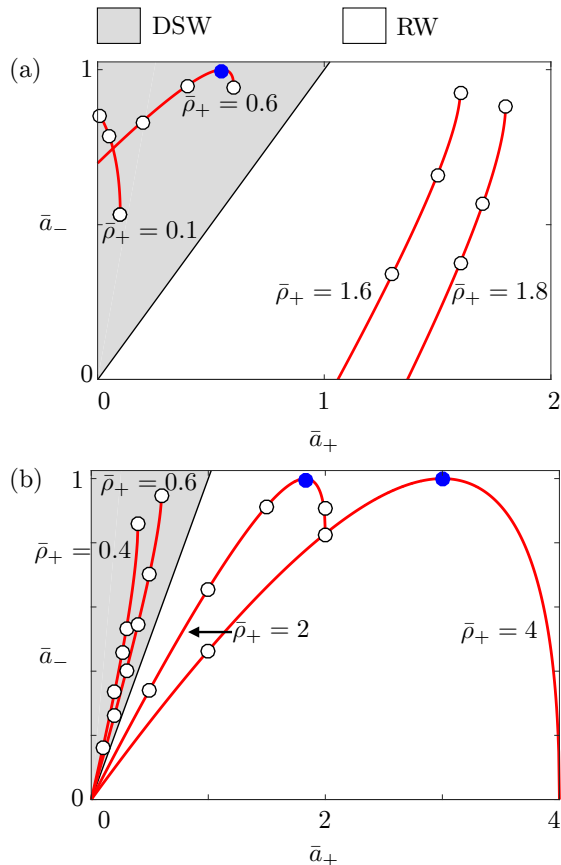 DSW RW
(a)
1
ρ̄₊ = 0.6
ā₋
ρ̄₊ = 0.1
ρ̄₊ = 1.6 ρ̄₊ = 1.8
0
0 1 2
ā₊
(b)
1
ρ̄₊ = 0.6
ρ̄₊ = 0.4
ρ̄₊ = 2 ρ̄₊ = 4
ā₋
0
0 2 4
ā₊